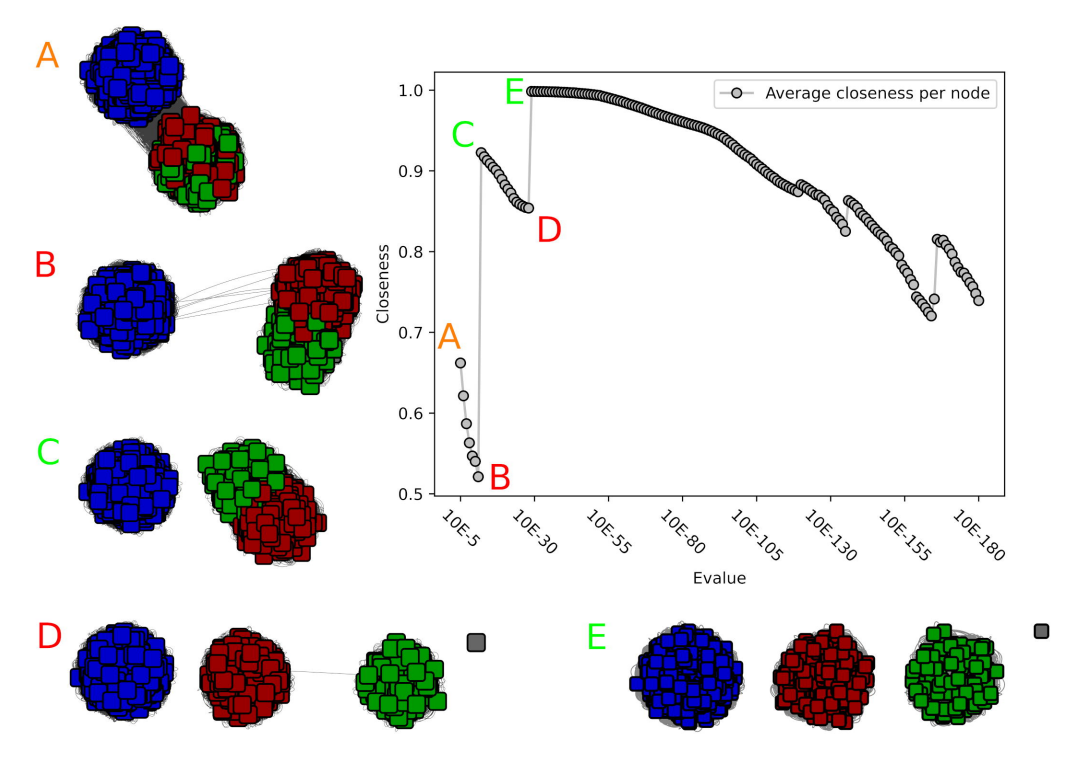 A
B
C
D
E
Average closeness per node
1.0
0.9
0.8
0.7
0.6
0.5
Closeness
E
C
D
A
B
10E-5
10E-30
10E-55
10E-80
10E-105
10E-130
10E-155
10E-180
Evalue